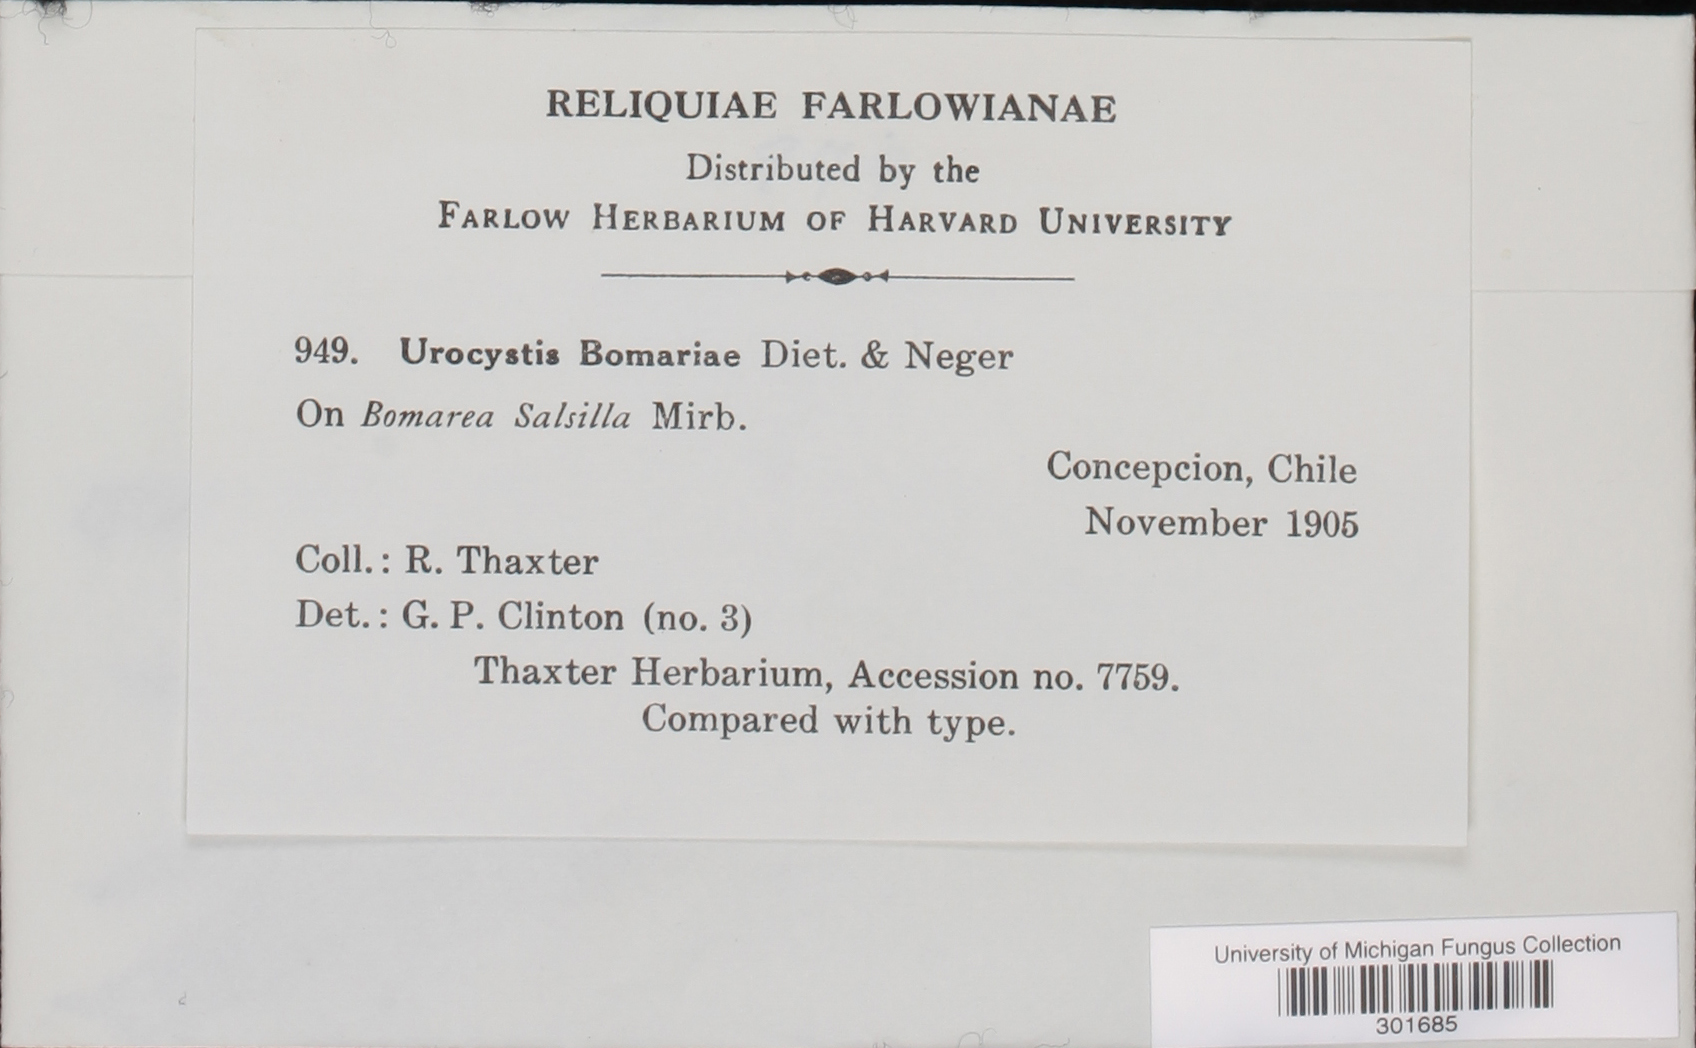 RELIQUIAE FARLOWIANAE
Distributed by the
FARLOW HERBARIUM OF HARVARD UNIVERSITY
949. Urocystis Bomariae Diet. & Neger
On Bomarea Salsilla Mirb.
Concepcion, Chile
November 1905
Coll.: R. Thaxter
Det.: G. P. Clinton (no. 3)
Thaxter Herbarium, Accession no. 7759.
Compared with type.
University of Michigan Fungus Collection
301685